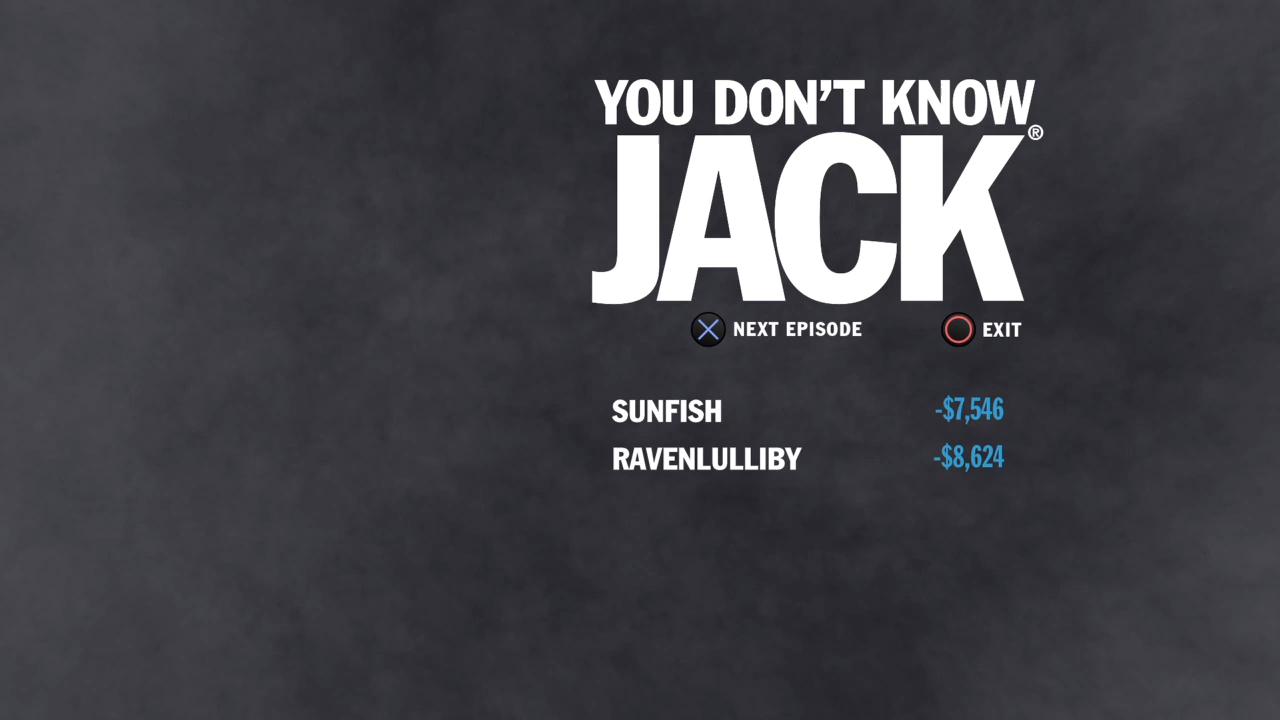 YOU DON'T KNOW
JACK®
NEXT EPISODE EXIT
SUNFISH -$7,546
RAVENLULLIBY -$8,624